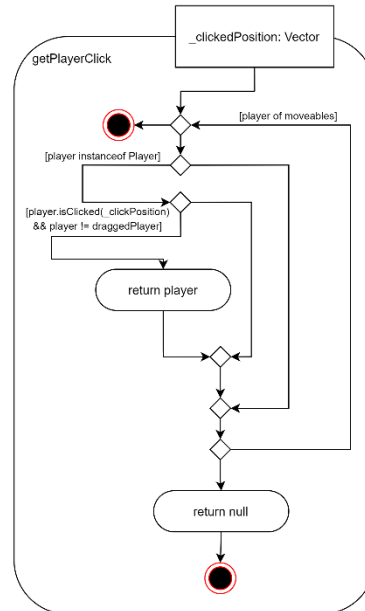 _clickedPosition: Vector
getPlayerClick
[player of moveables]
[player instanceof Player]
[player.isClicked(_clickPosition)
&& player != draggedPlayer]
return player
return null